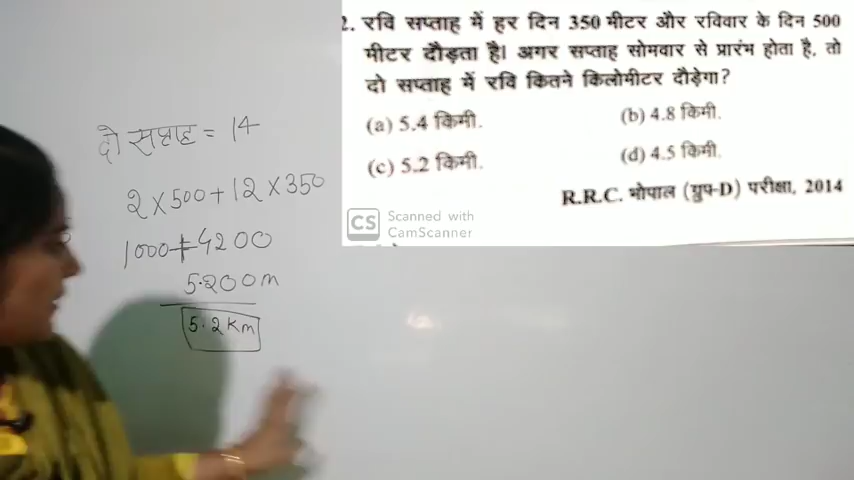 2. रवि सप्ताह में हर दिन 350 मीटर और रविवार के दिन 500
मीटर दौड़ता है। अगर सप्ताह सोमवार से प्रारंभ होता है, तो
दो सप्ताह में रवि कितने किलोमीटर दौड़ेगा?
(a) 5.4 किमी.
(b) 4.8 किमी.
(c) 5.2 किमी.
(d) 4.5 किमी.
R.R.C. भोपाल (ग्रुप-D) परीक्षा, 2014
CS Scanned with
CamScanner
दो सप्ताह = 14
2 × 500 + 12 × 350
1000 + 4200
5.200 m
5.2 Km